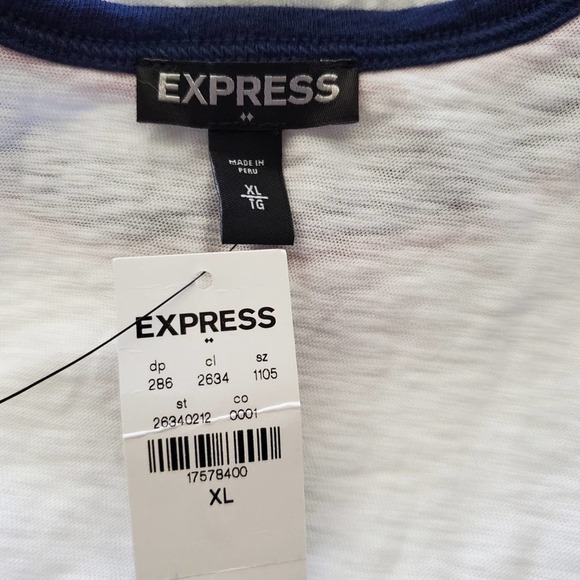 EXPRESS
MADE IN
PERU
XL
TG
EXPRESS
dp cl sz
286 2634 1105
st co
26340212 0001
17578400
XL